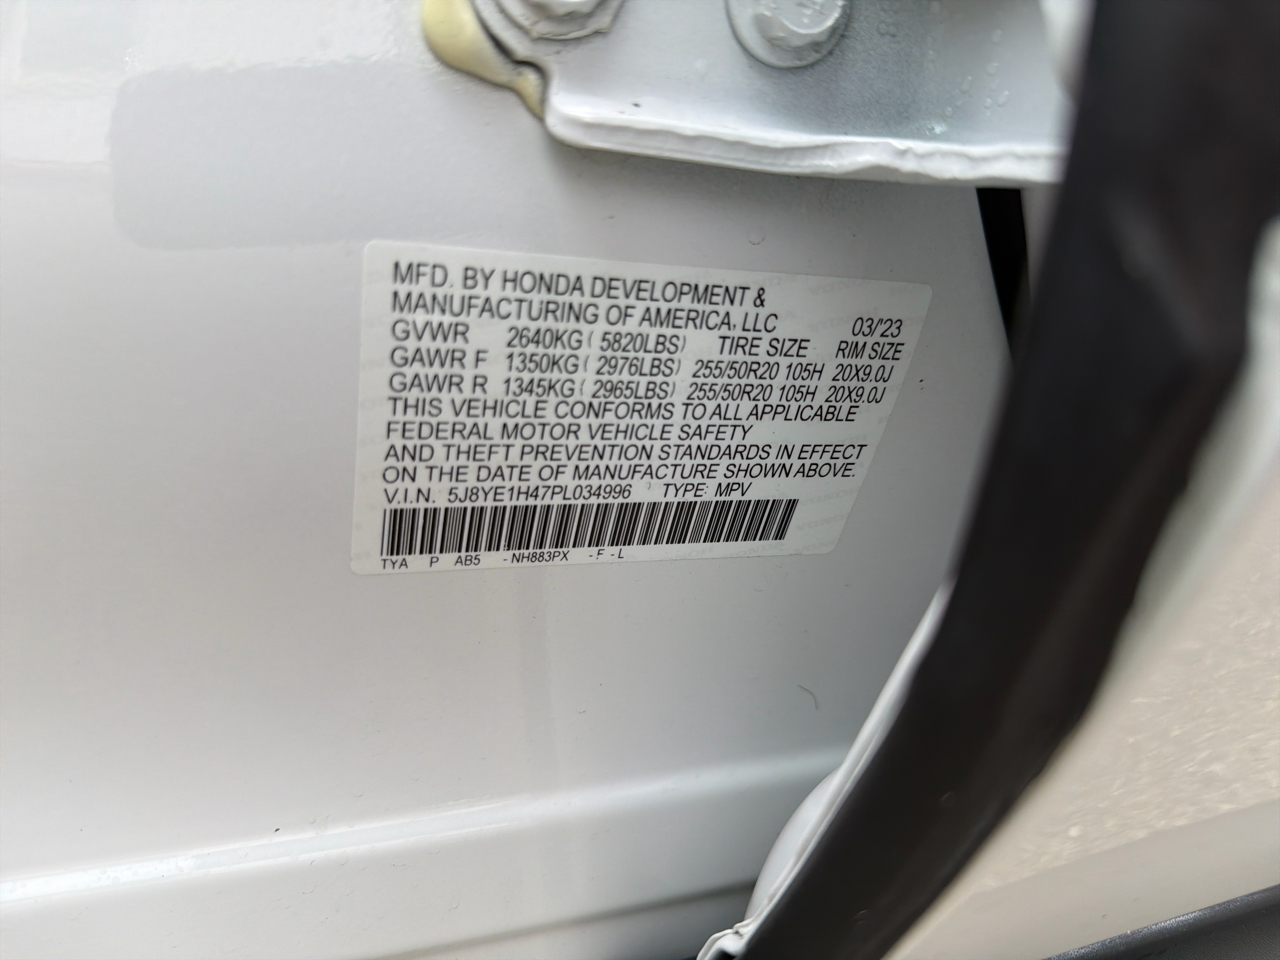 MFD. BY HONDA DEVELOPMENT &
MANUFACTURING OF AMERICA, LLC 03/'23
GVWR 2640KG ( 5820LBS) TIRE SIZE RIM SIZE
GAWR F 1350KG ( 2976LBS) 255/50R20 105H 20X9.0J
GAWR R 1345KG ( 2965LBS) 255/50R20 105H 20X9.0J
THIS VEHICLE CONFORMS TO ALL APPLICABLE
FEDERAL MOTOR VEHICLE SAFETY
AND THEFT PREVENTION STANDARDS IN EFFECT
ON THE DATE OF MANUFACTURE SHOWN ABOVE.
V.I.N. 5J8YE1H47PL034996 TYPE: MPV
TYA P AB5 - NH883PX - F - L